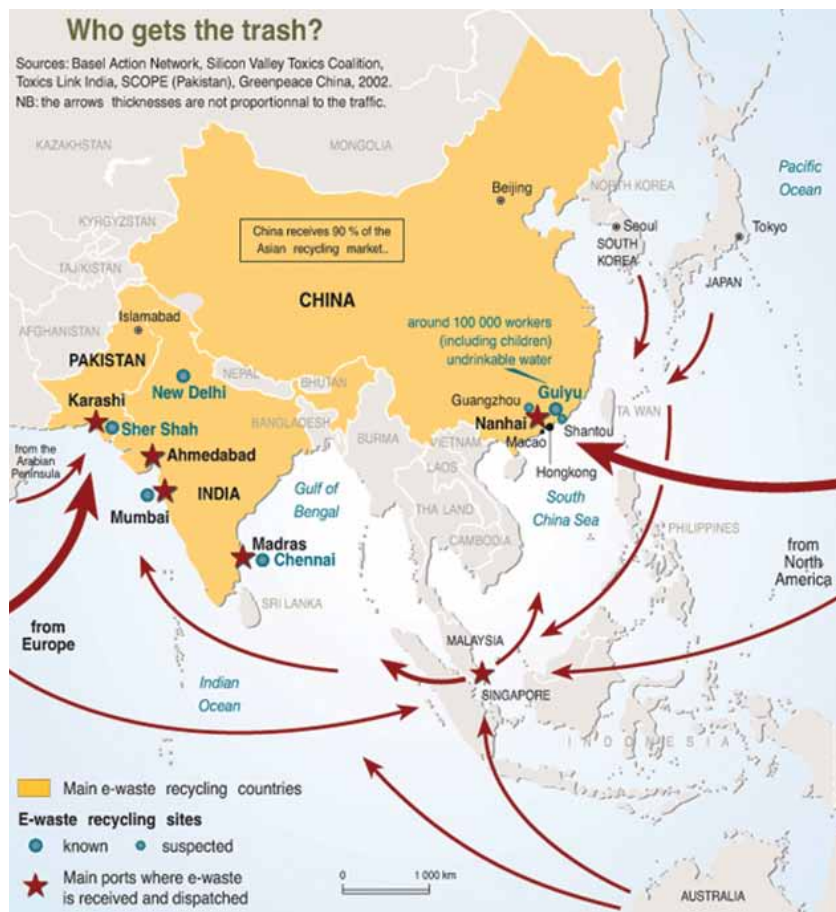 Who gets the trash?
Sources: Basel Action Network, Silicon Valley Toxics Coalition,
Toxics Link India, SCOPE (Pakistan), Greenpeace China, 2002.
NB: the arrows thicknesses are not proportionnal to the traffic.
KAZAKHSTAN
MONGOLIA
Pacific
Ocean
Beijing
NORTH KOREA
KYRGYZSTAN
China receives 90 % of the
Asian recycling market..
Seoul
SOUTH
KOREA
Tokyo
TAJIKISTAN
JAPAN
CHINA
Islamabad
AFGHANISTAN
around 100 000 workers
(including children)
undrinkable water
PAKISTAN
NEPAL
New Delhi
BHUTAN
Karashi
Guangzhou
Guiyu
TA WAN
Sher Shah
BANGLADESH
Nanhai
Shantou
BURMA
VIETNAM
Macao
from the
Arabian
Peninsula
Ahmedabad
LAOS
Hongkong
INDIA
Gulf of
Bengal
South
China Sea
Mumbai
THA LAND
PHILIPPINES
CAMBODIA
Madras
Chennai
from
North
America
SRI LANKA
from
Europe
MALAYSIA
Indian
Ocean
SINGAPORE
INDONESIA
Main e-waste recycling countries
E-waste recycling sites
known
suspected
Main ports where e-waste
is received and dispatched
0
1 000 km
AUSTRALIA